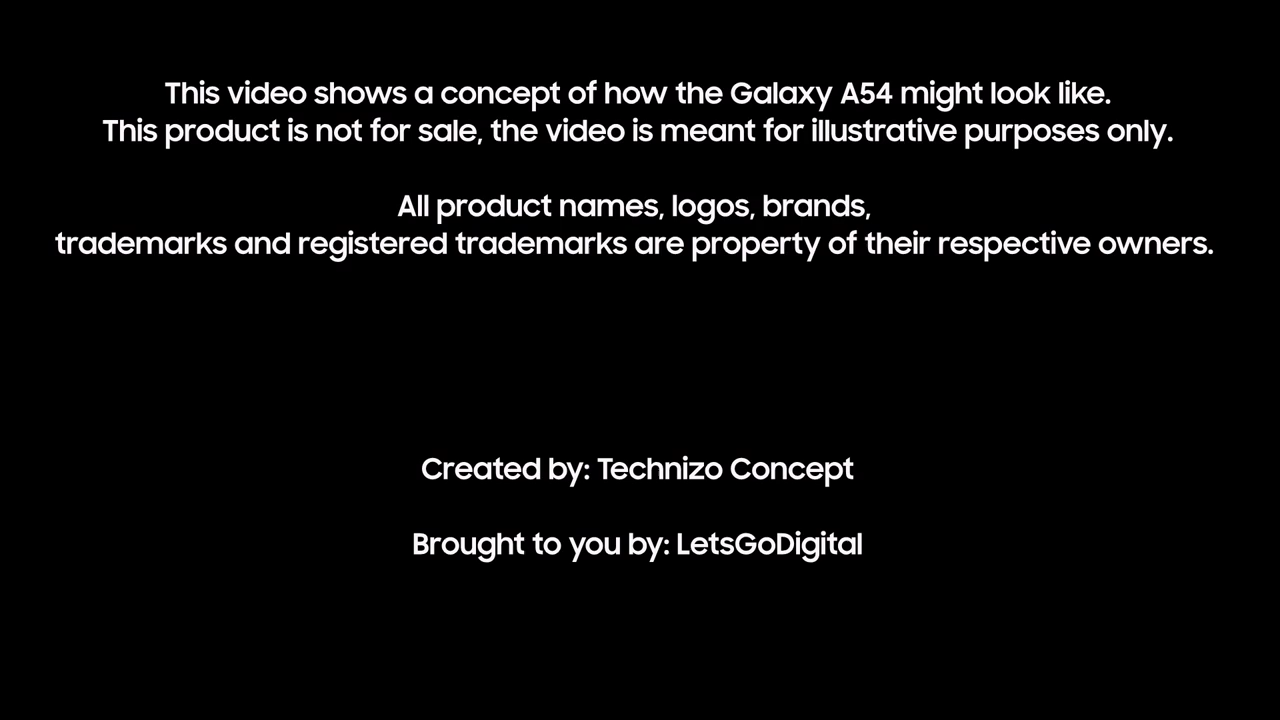 This video shows a concept of how the Galaxy A54 might look like.
This product is not for sale, the video is meant for illustrative purposes only.
All product names, logos, brands,
trademarks and registered trademarks are property of their respective owners.
Created by: Technizo Concept
Brought to you by: LetsGoDigital